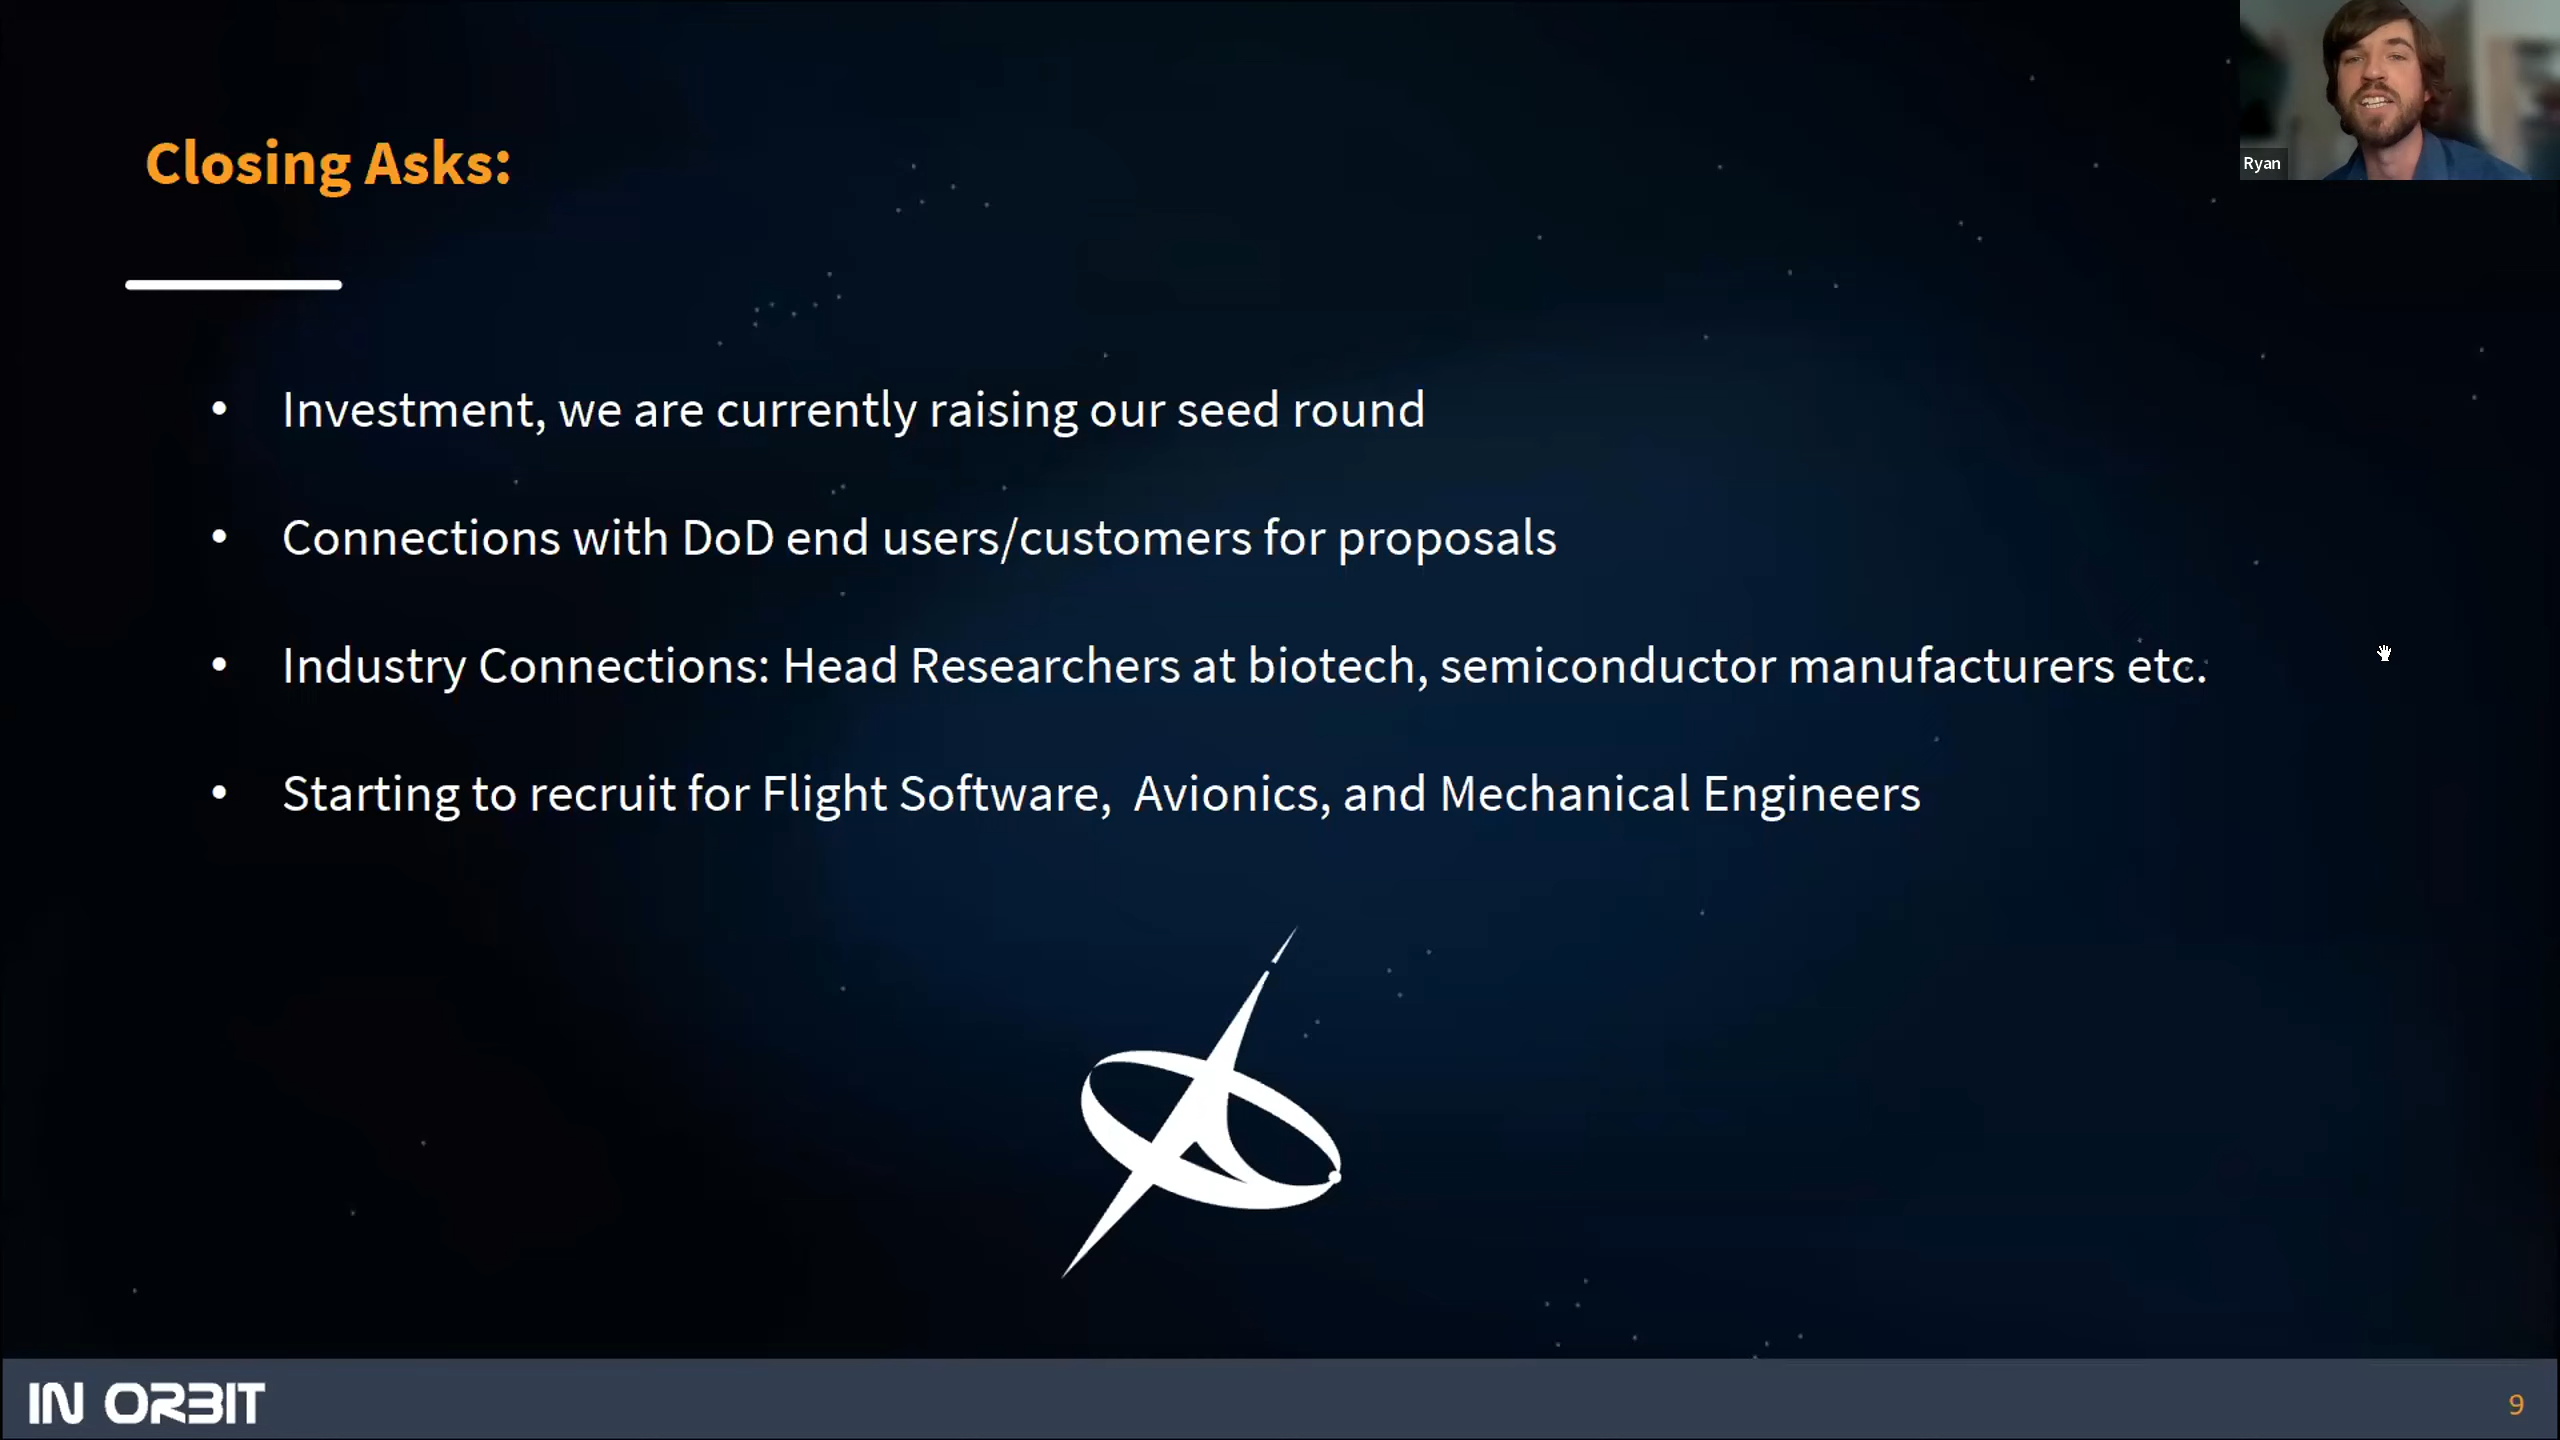 Closing Asks:
Ryan
• Investment, we are currently raising our seed round
• Connections with DoD end users/customers for proposals
• Industry Connections: Head Researchers at biotech, semiconductor manufacturers etc.
• Starting to recruit for Flight Software,  Avionics, and Mechanical Engineers
IN ORBIT
9